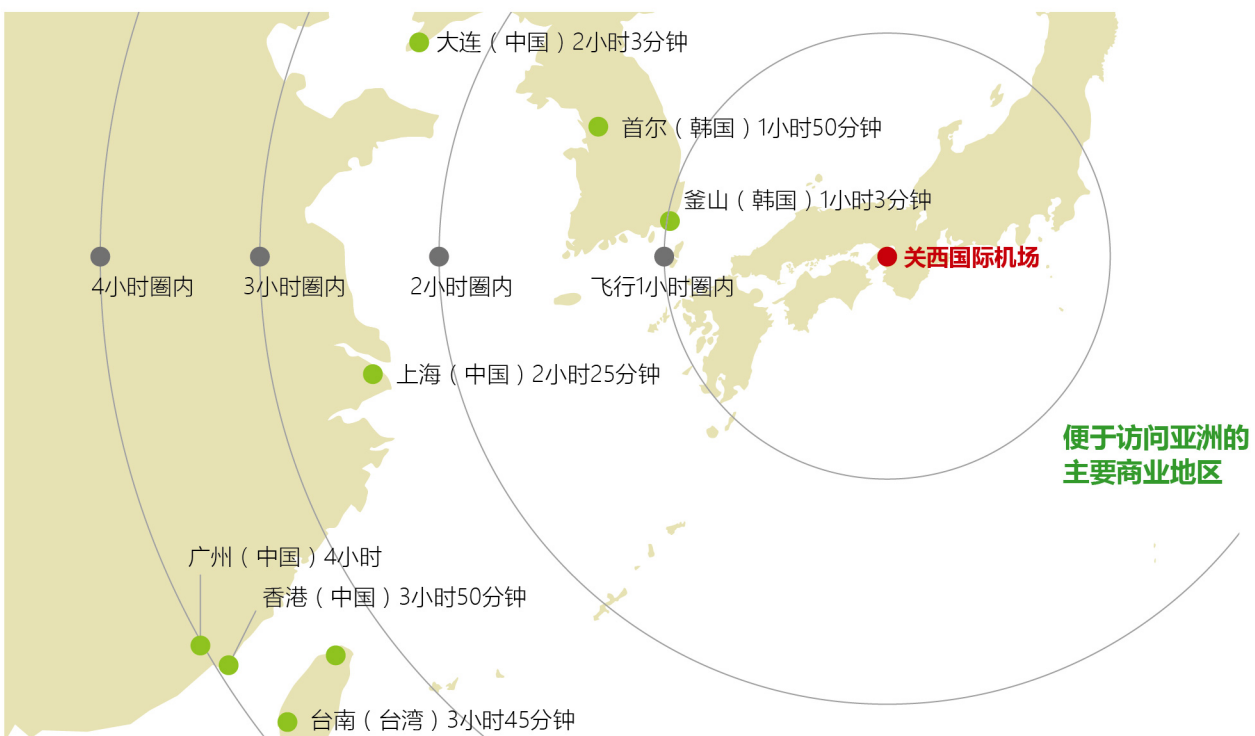 大连（中国）2小时3分钟
首尔（韩国）1小时50分钟
釜山（韩国）1小时3分钟
关西国际机场
4小时圈内
3小时圈内
2小时圈内
飞行1小时圈内
上海（中国）2小时25分钟
便于访问亚洲的
主要商业地区
广州（中国）4小时
香港（中国）3小时50分钟
台南（台湾）3小时45分钟